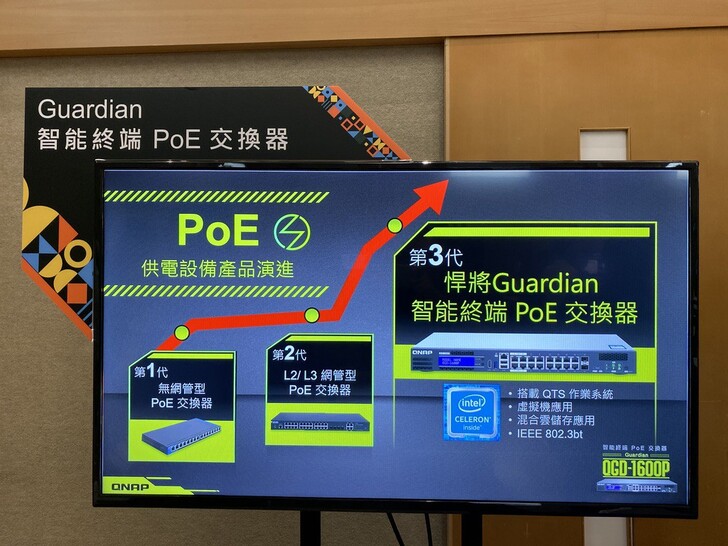 Guardian
智能終端 PoE 交換器
PoE
供電設備產品演進
第1代
無網管型
PoE 交換器
第2代
L2/ L3 網管型
PoE 交換器
第3代
悍將Guardian
智能終端 PoE 交換器
QNAP
intel
CELERON
inside
• 搭載 QTS 作業系統
• 虛擬機應用
• 混合雲儲存應用
• IEEE 802.3bt
智能終端 PoE 交換器
Guardian
QGD-1600P
QNAP